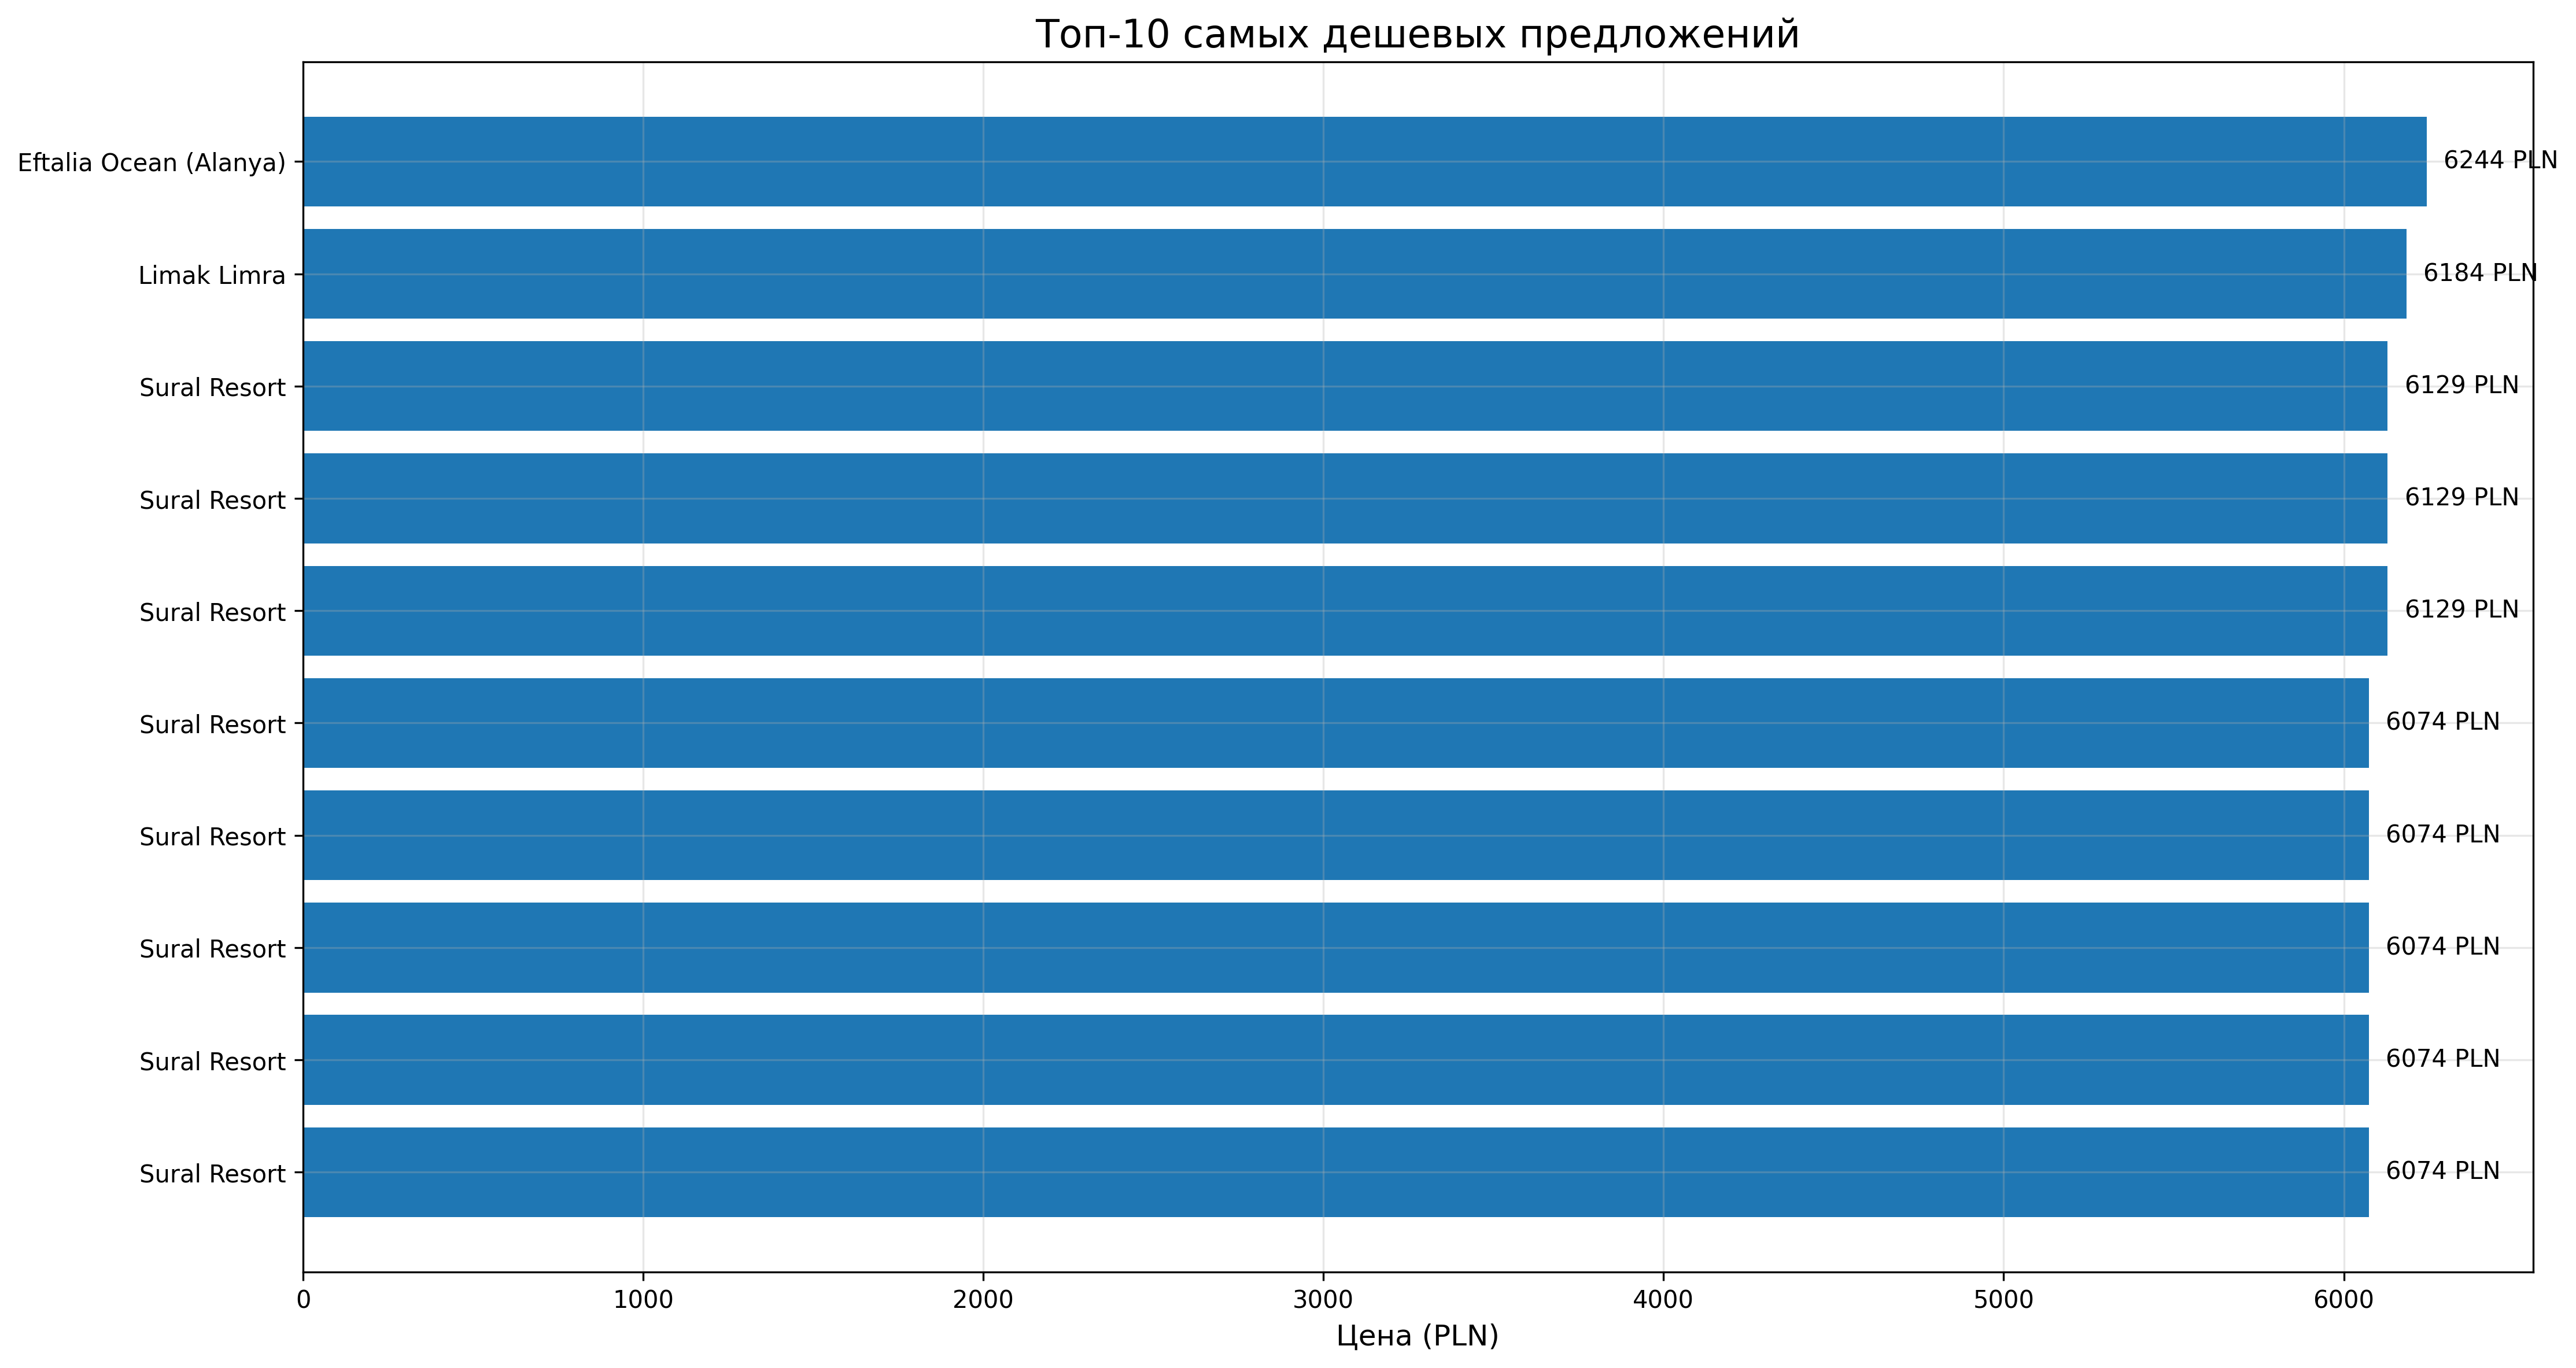 Топ-10 самых дешевых предложений
Eftalia Ocean (Alanya) 6244 PLN
Limak Limra 6184 PLN
Sural Resort 6129 PLN
Sural Resort 6129 PLN
Sural Resort 6129 PLN
Sural Resort 6074 PLN
Sural Resort 6074 PLN
Sural Resort 6074 PLN
Sural Resort 6074 PLN
Sural Resort 6074 PLN
0 1000 2000 3000 4000 5000 6000
Цена (PLN)